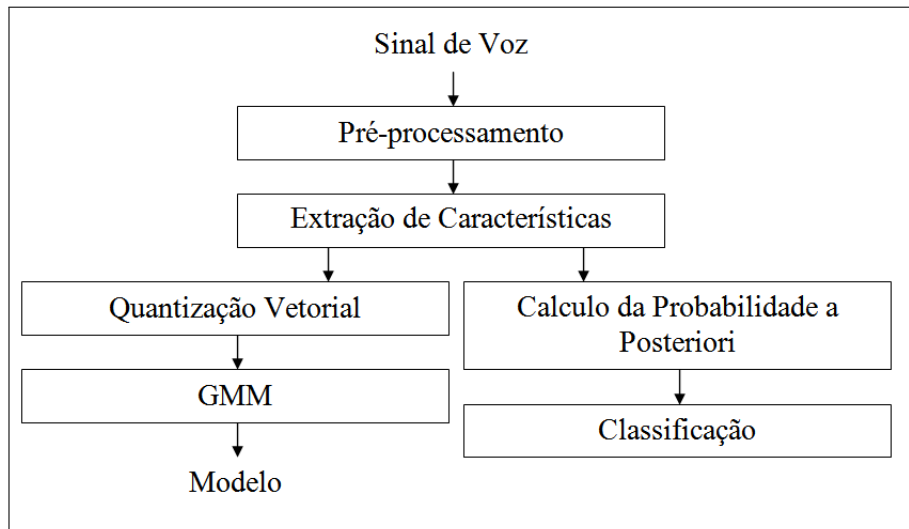 Sinal de Voz
Pré-processamento
Extração de Características
Quantização Vetorial
Calculo da Probabilidade a
Posteriori
GMM
Classificação
Modelo